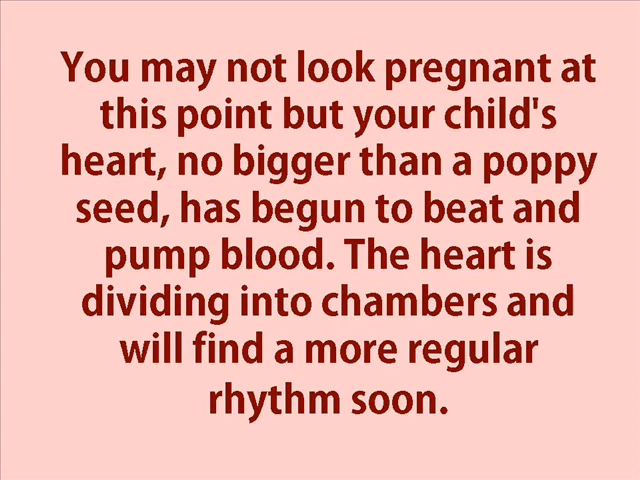 You may not look pregnant at
this point but your child's
heart, no bigger than a poppy
seed, has begun to beat and
pump blood. The heart is
dividing into chambers and
will find a more regular
rhythm soon.